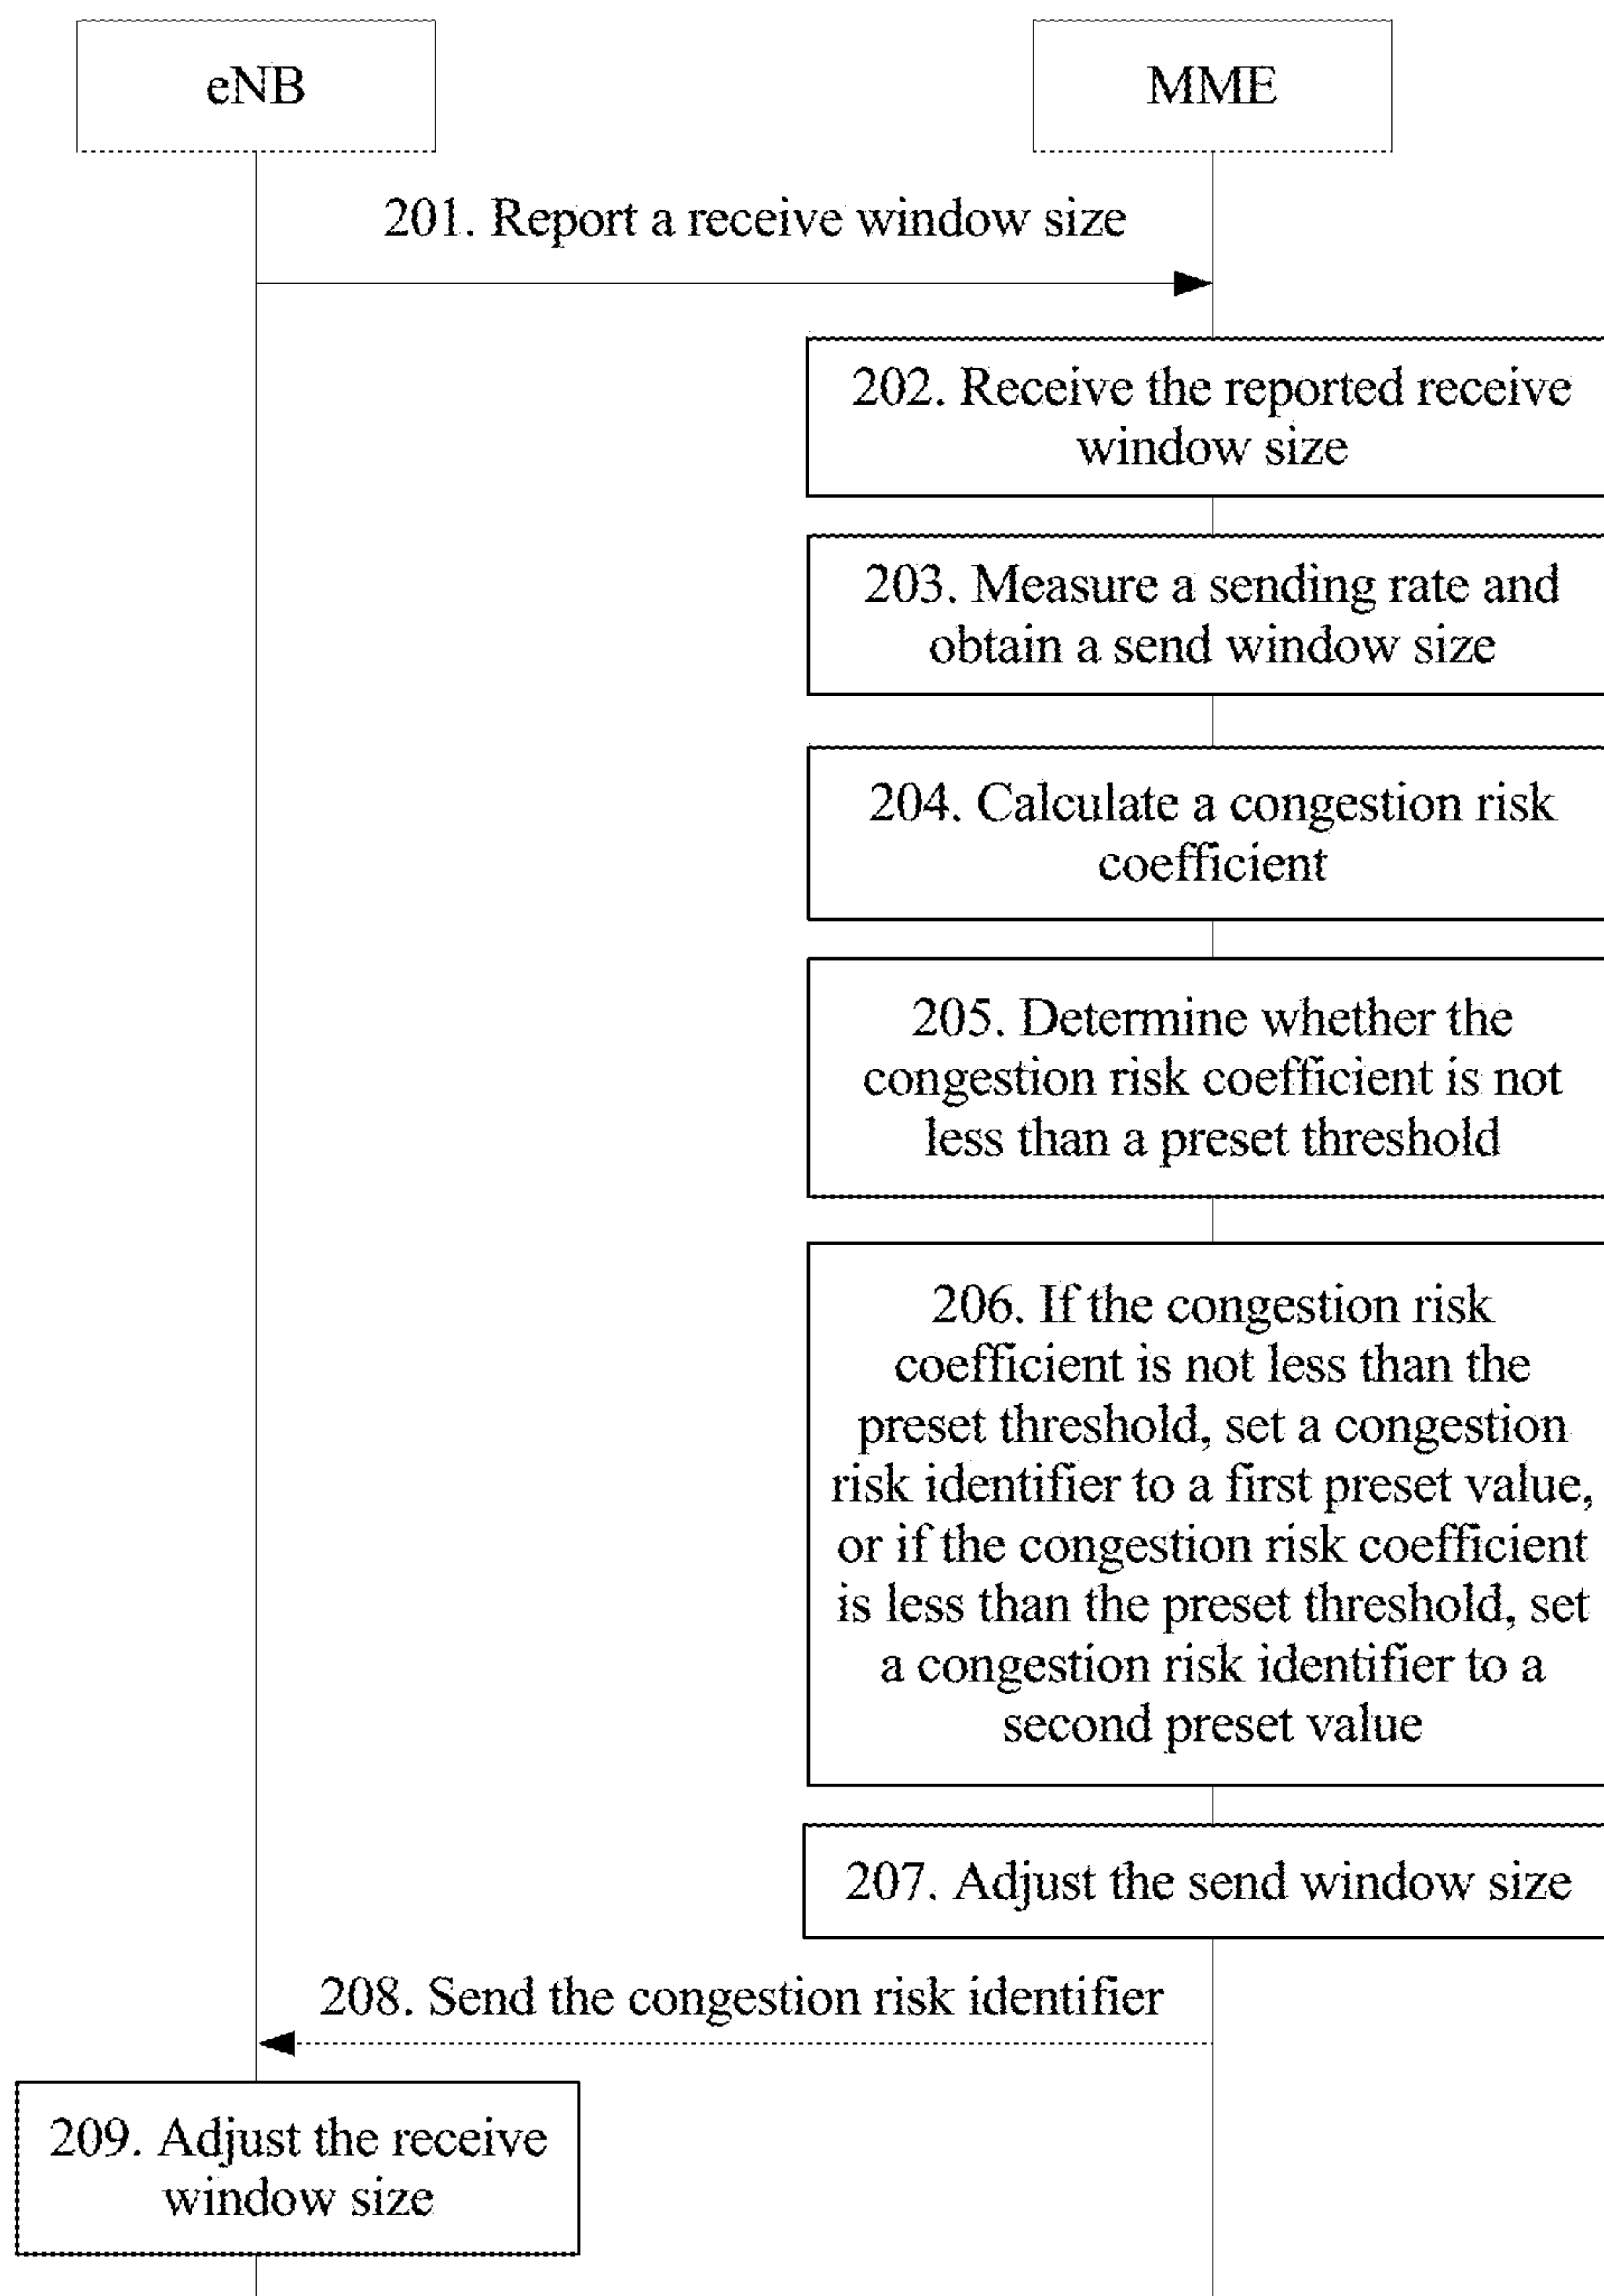 eNB
MME
201. Report a receive window size
202. Receive the reported receive
window size
203. Measure a sending rate and
obtain a send window size
204. Calculate a congestion risk
coefficient
205. Determine whether the
congestion risk coefficient is not
less than a preset threshold
206. If the congestion risk
coefficient is not less than the
preset threshold, set a congestion
risk identifier to a first preset value,
or if the congestion risk coefficient
is less than the preset threshold, set
a congestion risk identifier to a
second preset value
207. Adjust the send window size
208. Send the congestion risk identifier
209. Adjust the receive
window size